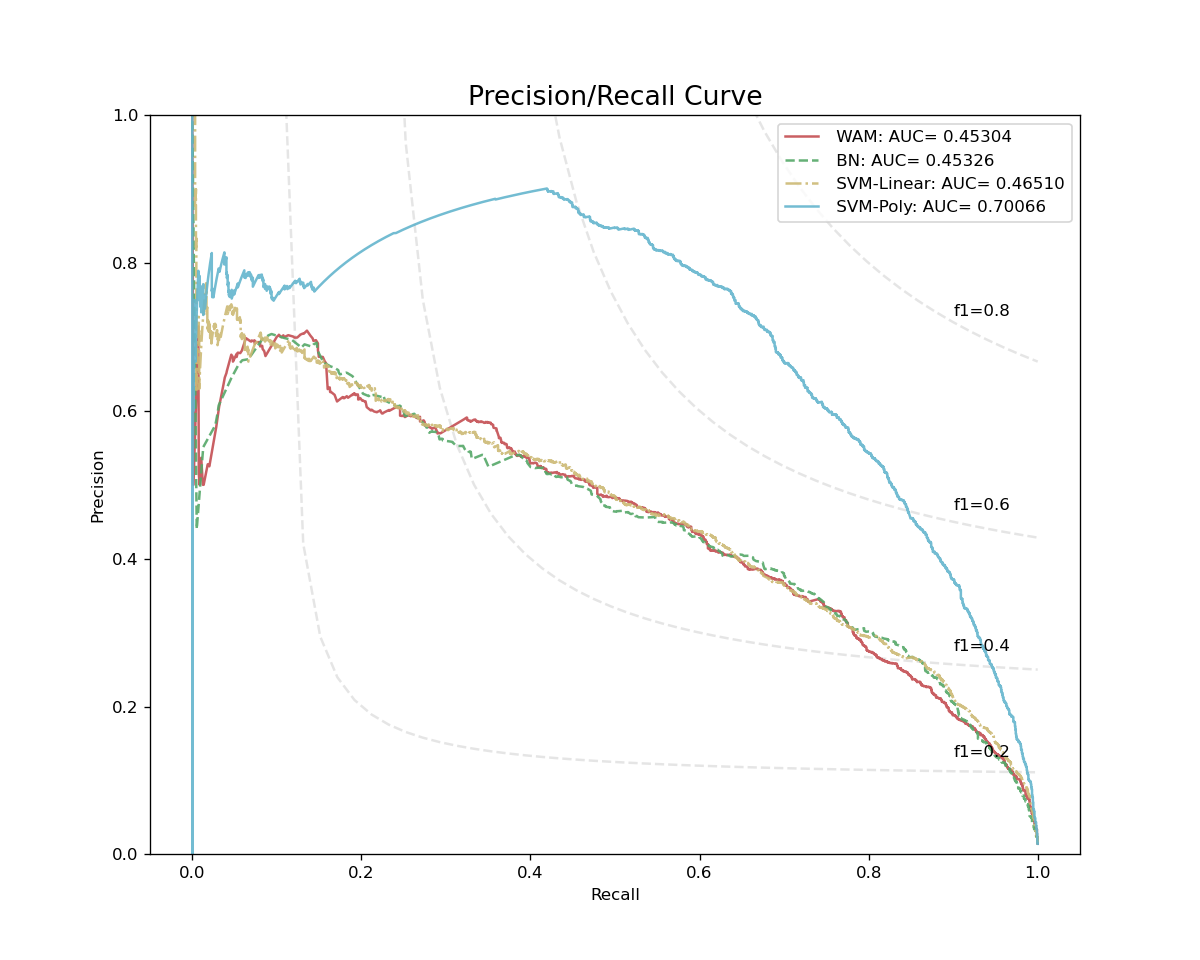 Precision/Recall Curve
WAM: AUC= 0.45304
BN: AUC= 0.45326
SVM-Linear: AUC= 0.46510
SVM-Poly: AUC= 0.70066
1.0
0.8
0.6
0.4
0.2
0.0
Precision
f1=0.8
f1=0.6
f1=0.4
f1=0.2
0.0 0.2 0.4 0.6 0.8 1.0
Recall